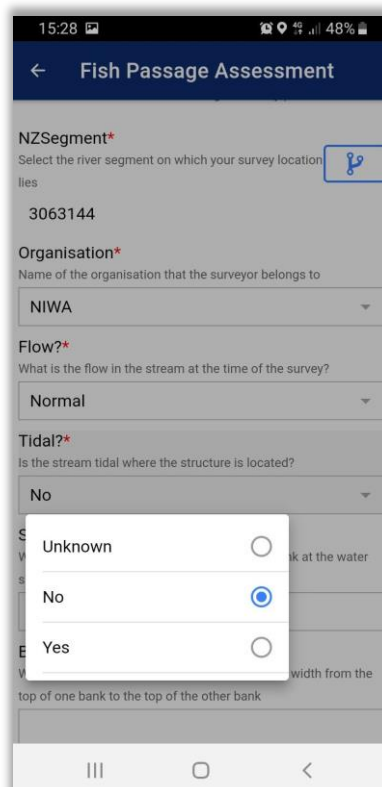 15:28 4G 48%
Fish Passage Assessment
NZSegment*
Select the river segment on which your survey location
lies
3063144
Organisation*
Name of the organisation that the surveyor belongs to
NIWA
Flow?*
What is the flow in the stream at the time of the survey?
Normal
Tidal?*
Is the stream tidal where the structure is located?
No
Unknown
at the water
No
Yes
width from the
top of one bank to the top of the other bank